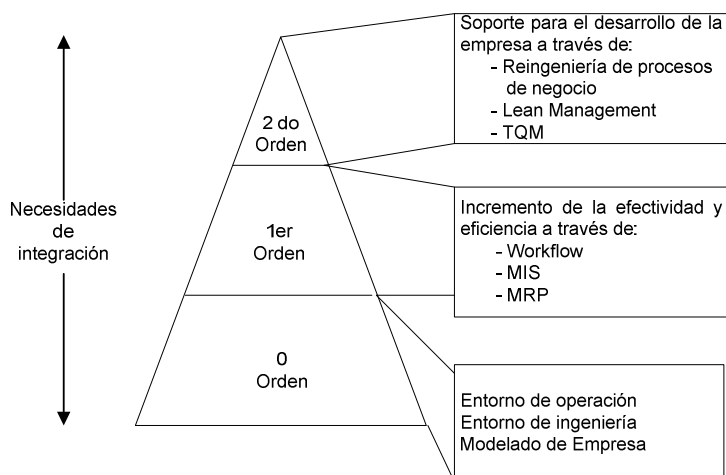 Necesidades
de
integración
2 do
Orden
1er
Orden
0
Orden
Soporte para el desarrollo de la
empresa a través de:
- Reingeniería de procesos
de negocio
- Lean Management
- TQM
Incremento de la efectividad y
eficiencia a través de:
- Workflow
- MIS
- MRP
Entorno de operación
Entorno de ingeniería
Modelado de Empresa